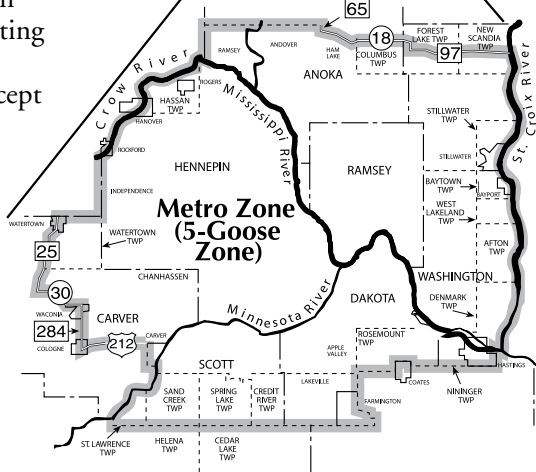 ting
cept
65
18
97
RAMSEY
ANDOVER
HAM
LAKE
COLUMBUS
TWP
FOREST
LAKE TWP
NEW
SCANDIA
TWP
ANOKA
Crow River
ROGERS
HASSAN
TWP
HANOVER
ROCKFORD
Mississippi River
St. Croix River
STILLWATER
TWP
STILLWATER
HENNEPIN
RAMSEY
BAYTOWN
TWP
BAYPORT
WEST
LAKELAND
TWP
INDEPENDENCE
Metro Zone
(5-Goose
Zone)
WATERTOWN
WATERTOWN
TWP
25
AFTON
TWP
CHANHASSEN
WASHINGTON
30
WACONIA
CARVER
284
COLOGNE
212
CARVER
Minnesota River
DAKOTA
DENMARK
TWP
ROSEMOUNT
TWP
APPLE
VALLEY
HASTINGS
SCOTT
SAND
CREEK
TWP
SPRING
LAKE
TWP
CREDIT
RIVER
TWP
LAKEVILLE
COATES
NININGER
TWP
FARMINGTON
ST. LAWRENCE
TWP
HELENA
TWP
CEDAR
LAKE
TWP